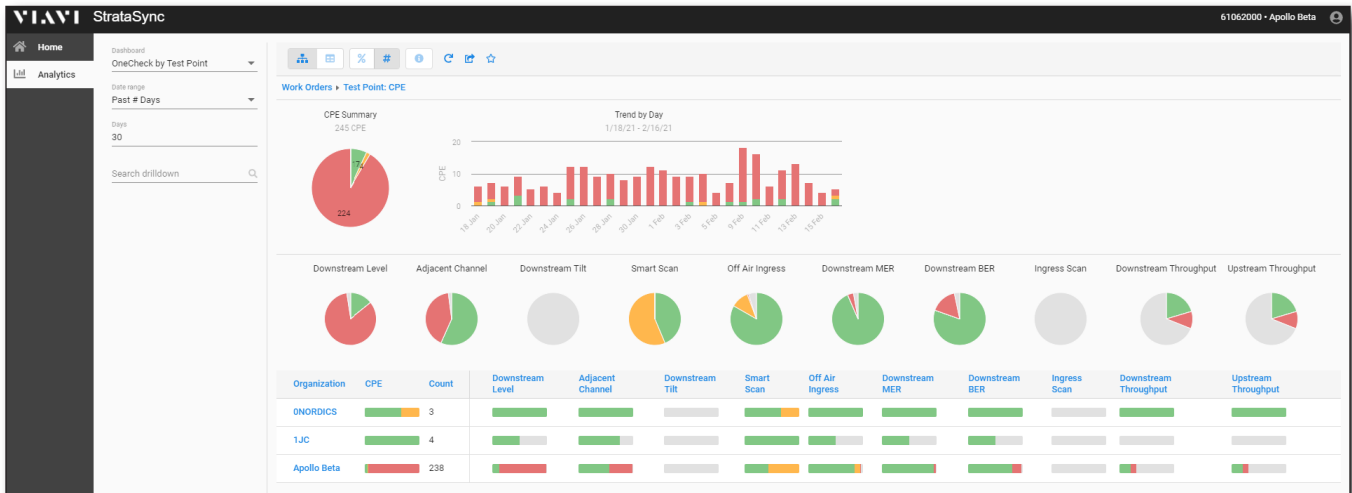 VIAVI StrataSync
61062000 • Apollo Beta
Home
Analytics
Dashboard
OneCheck by Test Point
Date range
Past # Days
Days
30
Search drilldown
% #
Work Orders Test Point: CPE
CPE Summary
245 CPE
17
4
224
Trend by Day
1/18/21 - 2/16/21
CPE
20
10
0
18 Jan 20 Jan 22 Jan 24 Jan 26 Jan 28 Jan 30 Jan 1 Feb 3 Feb 5 Feb 9 Feb 11 Feb 13 Feb 15 Feb
Downstream Level Adjacent Channel Downstream Tilt Smart Scan Off Air Ingress Downstream MER Downstream BER Ingress Scan Downstream Throughput Upstream Throughput
Organization CPE Count Downstream Level Adjacent Channel Downstream Tilt Smart Scan Off Air Ingress Downstream MER Downstream BER Ingress Scan Downstream Throughput Upstream Throughput
0NORDICS 3
1JC 4
Apollo Beta 238